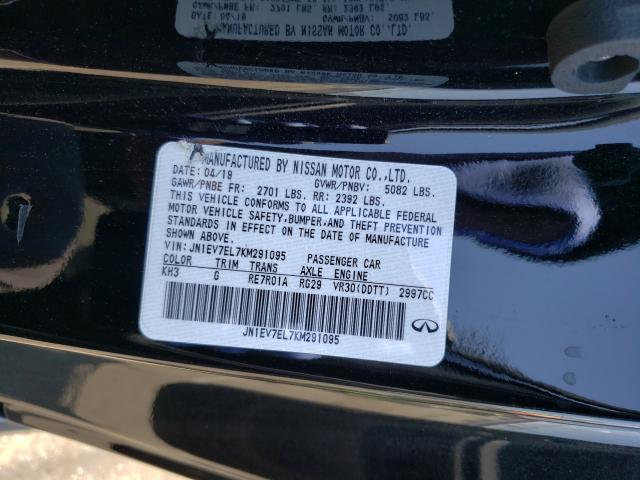 MANUFACTURED BY NISSAN MOTOR CO.,LTD.
DATE: 04/19 GVWR/PNBV: 5082 LBS.
GAWR/PNBE FR: 2701 LBS. RR: 2392 LBS.
THIS VEHICLE CONFORMS TO ALL APPLICABLE FEDERAL
MOTOR VEHICLE SAFETY,BUMPER,AND THEFT PREVENTION
STANDARDS IN EFFECT ON THE DATE OF MANUFACTURE
SHOWN ABOVE.
VIN: JN1EV7EL7KM291095 PASSENGER CAR
COLOR TRIM TRANS AXLE ENGINE
KH3 G RE7R01A RG29 VR30(DDTT) 2997CC
JN1EV7EL7KM291095